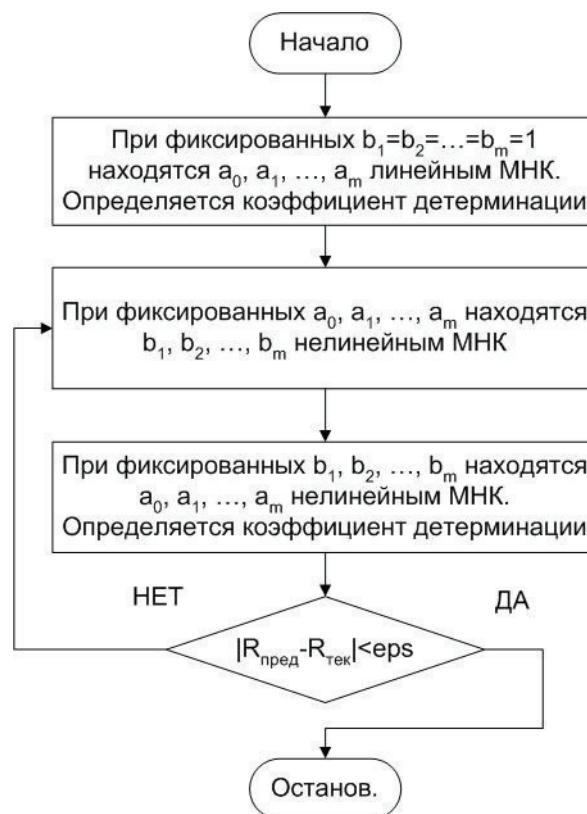 Начало
При фиксированных b₁=b₂=…=bₘ=1
находятся a₀, a₁, …, aₘ линейным МНК.
Определяется коэффициент детерминации
При фиксированных a₀, a₁, …, aₘ находятся
b₁, b₂, …, bₘ нелинейным МНК
При фиксированных b₁, b₂, …, bₘ находятся
a₀, a₁, …, aₘ нелинейным МНК.
Определяется коэффициент детерминации
НЕТ
ДА
|Rпред-Rтек|<eps
Останов.